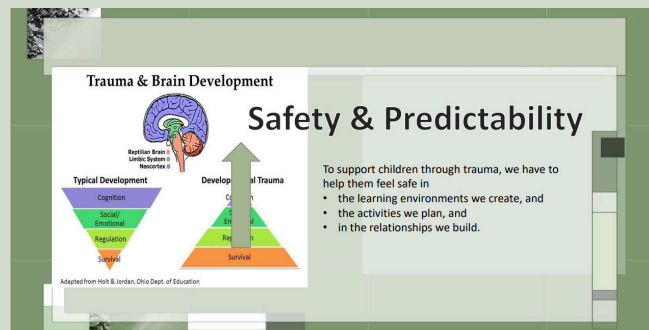 Trauma & Brain Development
Safety & Predictability
Reptilian Brain
Limbic System
Neocortex
Typical Development
Cognition
Social/
Emotional
Regulation
Survival
Trauma
Survival
Adapted from Holt & Jordan, Ohio Dept. of Education
To support children through trauma, we have to
help them feel safe in
• the learning environments we create, and
• the activities we plan, and
• in the relationships we build.